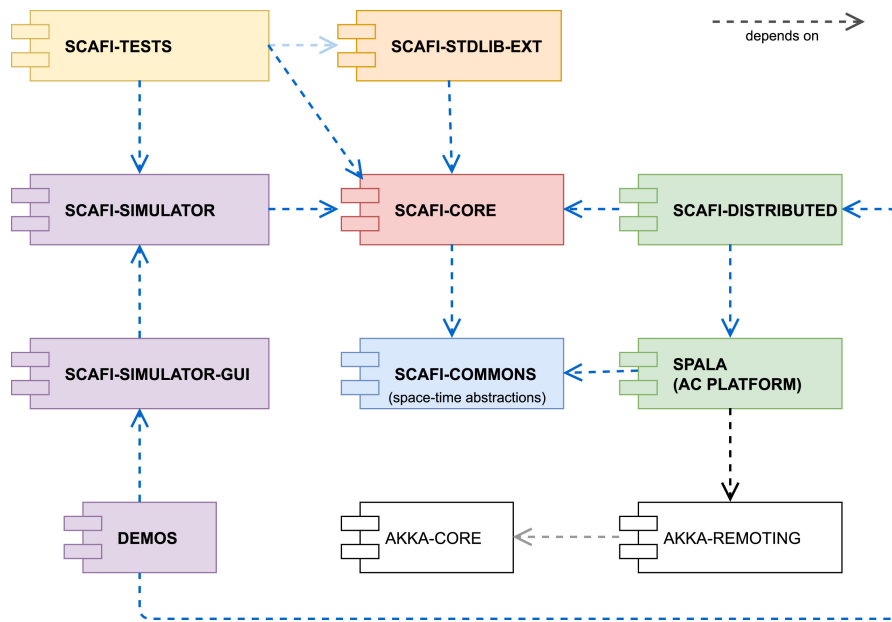 SCAFI-TESTS
SCAFI-STDLIB-EXT
depends on
SCAFI-SIMULATOR
SCAFI-CORE
SCAFI-DISTRIBUTED
SCAFI-SIMULATOR-GUI
SCAFI-COMMONS
(space-time abstractions)
SPALA
(AC PLATFORM)
DEMOS
AKKA-CORE
AKKA-REMOTING